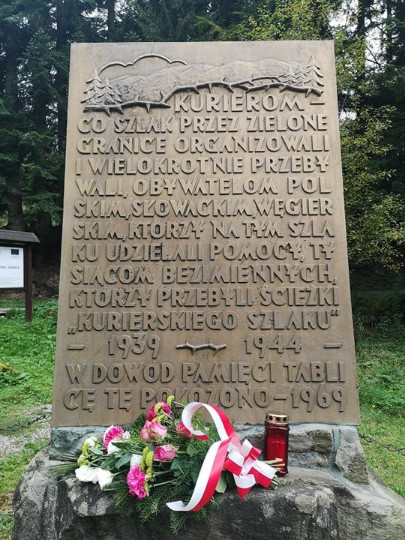 KURIEROM –
CO SZLAK PRZEZ ZIELONE
GRANICE ORGANIZOWALI
I WIELOKROTNIE PRZEBY
WALI, OBYWATELOM POL
SKIM, SŁOWACKIM, WĘGIER
SKIM, KTÓRZY NA TYM SZLA
KU UDZIELALI POMOCY, TY
SIĄCOM BEZIMIENNYCH,
KTÓRZY PRZEBYLI ŚCIEŻKI
„KURIERSKIEGO SZLAKU"
– 1939 – 1944 –
W DOWÓD PAMIĘCI TABLI
CĘ TĘ POŁOŻONO – 1969